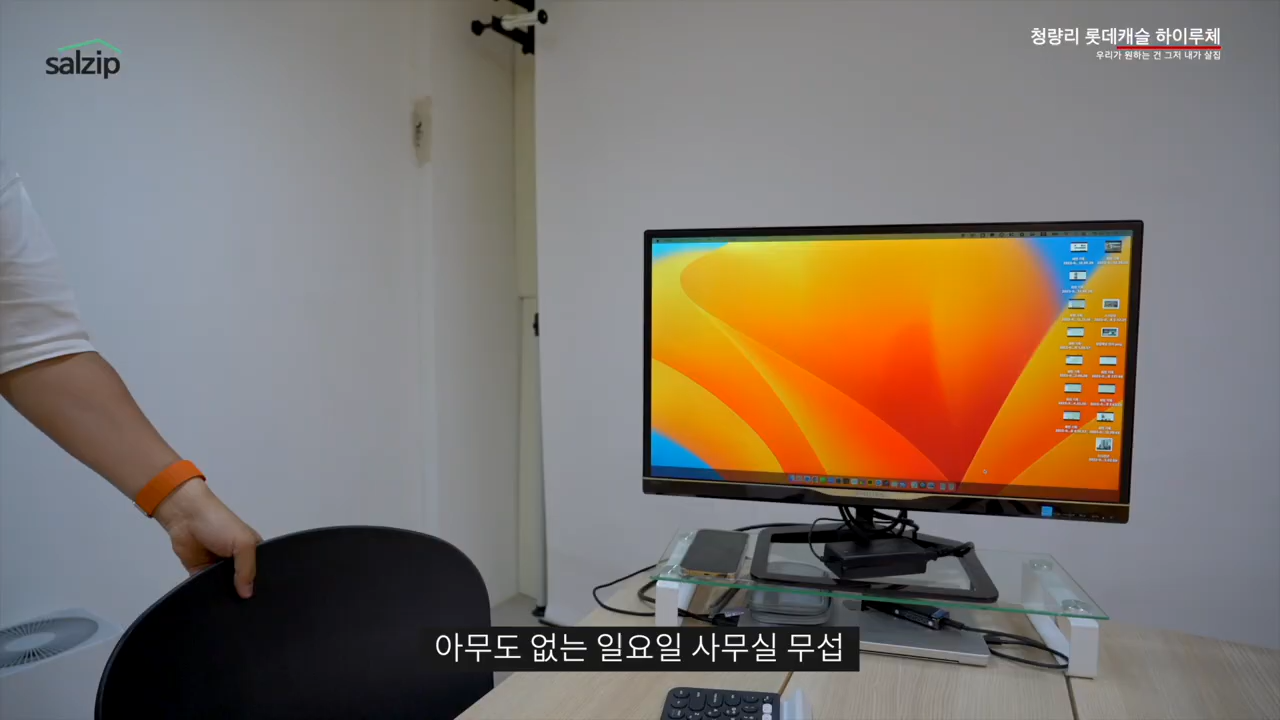 salzip
청량리 롯데캐슬 하이루체
우리가 원하는 건 그저 내가 살집
아무도 없는 일요일 사무실 무섭